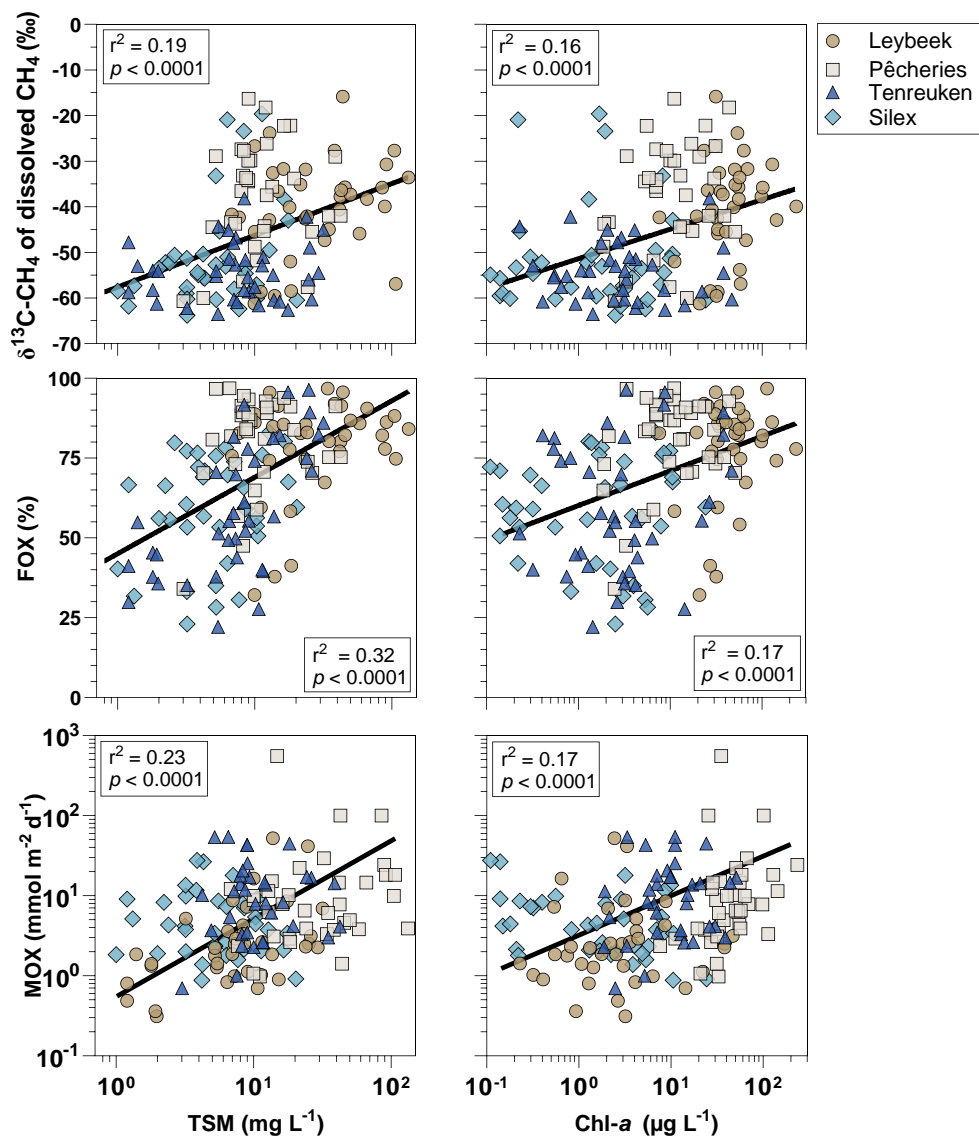 0
-10
-20
-30
-40
-50
-60
-70
δ¹³C-CH₄ of dissolved CH₄ (‰)
r² = 0.19
p < 0.0001
r² = 0.16
p < 0.0001
Leybeek
Pêcheries
Tenreuken
Silex
100
75
50
25
0
FOX (%)
r² = 0.32
p < 0.0001
r² = 0.17
p < 0.0001
10³
10²
10¹
10⁰
10⁻¹
MOX (mmol m⁻² d⁻¹)
r² = 0.23
p < 0.0001
r² = 0.17
p < 0.0001
10⁰ 10¹ 10²
TSM (mg L⁻¹)
10⁻¹ 10⁰ 10¹ 10²
Chl-a (µg L⁻¹)